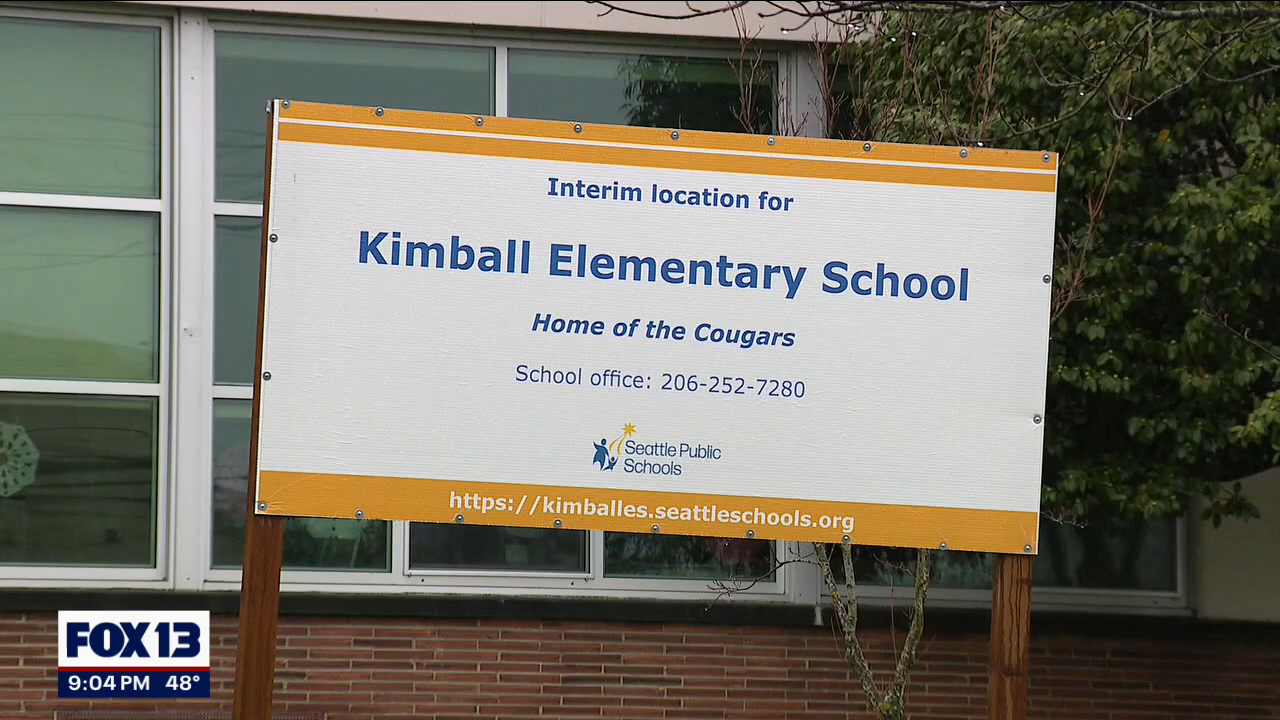 Interim location for
Kimball Elementary School
Home of the Cougars
School office: 206-252-7280
Seattle Public
Schools
https://kimballes.seattleschools.org
FOX 13
9:04 PM 48°